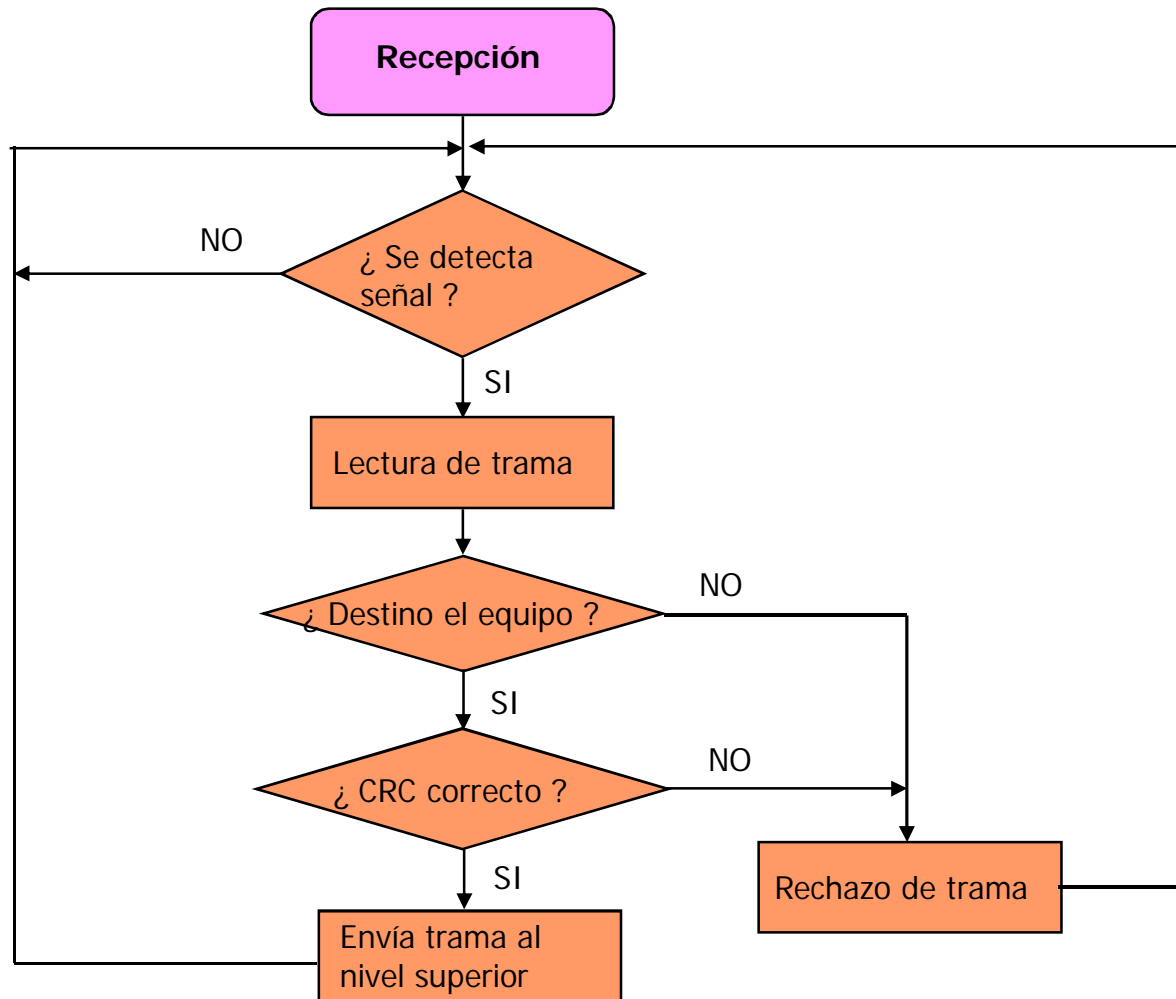 Recepción
NO
¿ Se detecta
señal ?
SI
Lectura de trama
NO
¿ Destino el equipo ?
SI
NO
¿ CRC correcto ?
SI
Rechazo de trama
Envía trama al
nivel superior